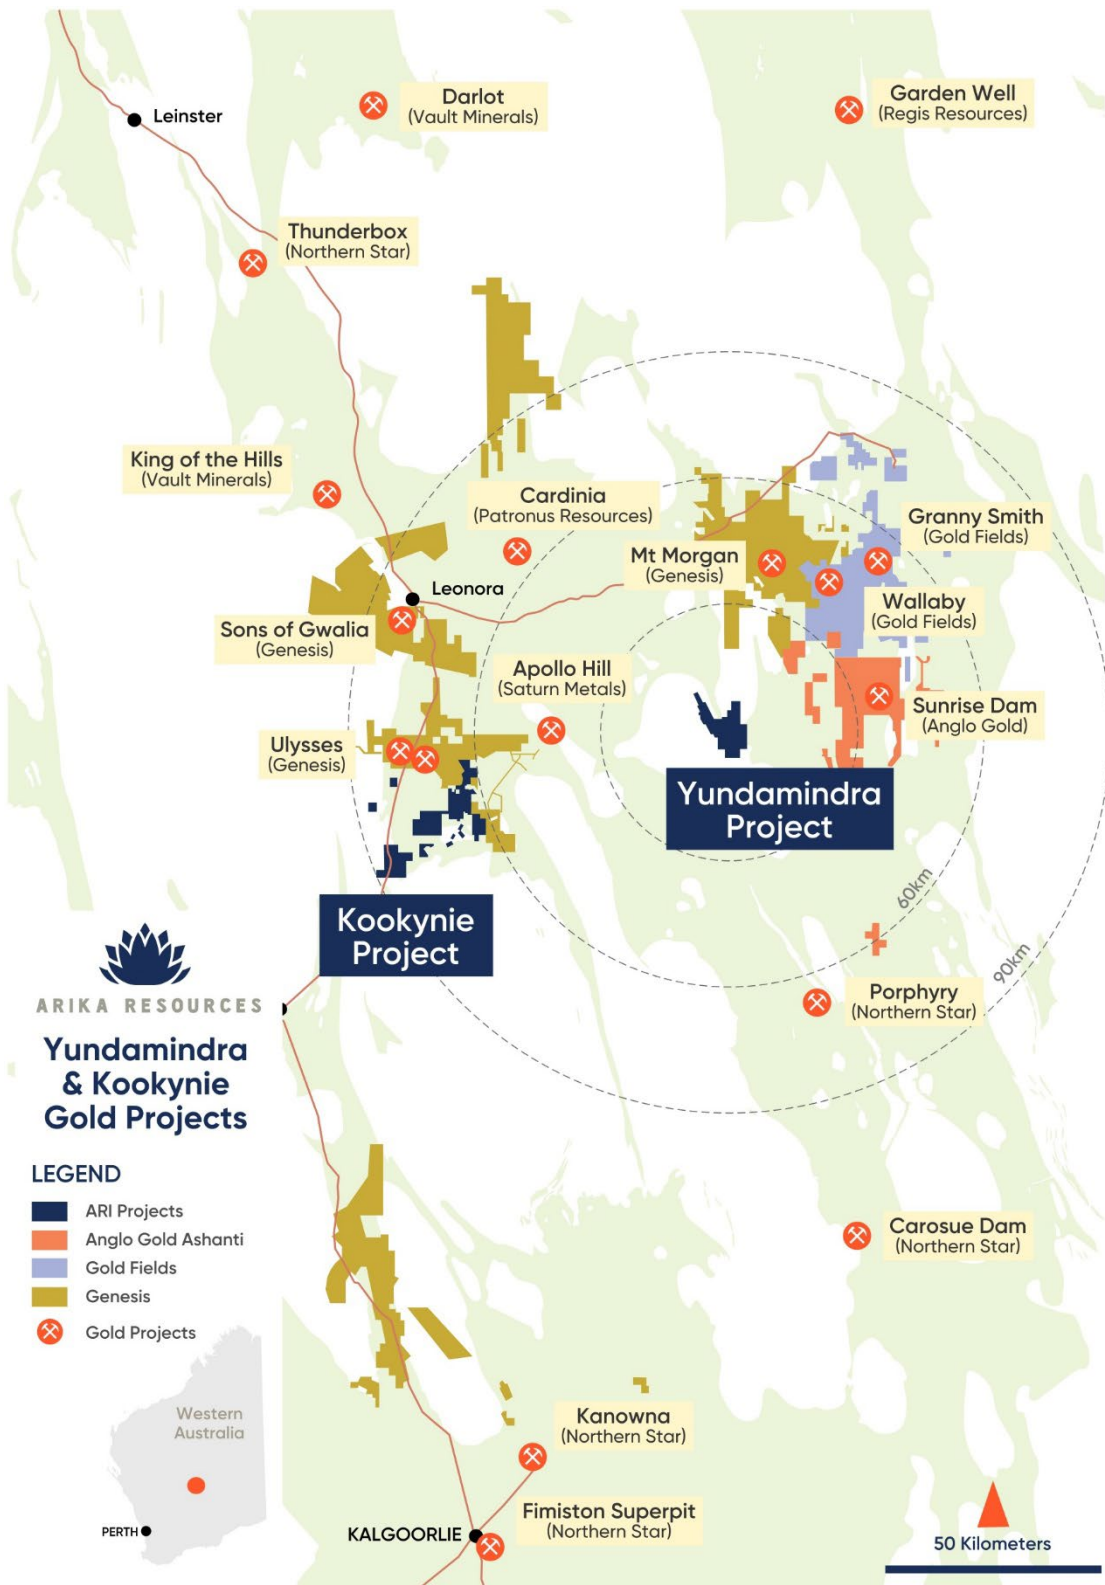 Leinster
Darlot
(Vault Minerals)
Garden Well
(Regis Resources)
Thunderbox
(Northern Star)
King of the Hills
(Vault Minerals)
Cardinia
(Patronus Resources)
Granny Smith
(Gold Fields)
Mt Morgan
(Genesis)
Leonora
Wallaby
(Gold Fields)
Sons of Gwalia
(Genesis)
Apollo Hill
(Saturn Metals)
Sunrise Dam
(Anglo Gold)
Ulysses
(Genesis)
Yundamindra
Project
60km
90km
Kookynie
Project
Porphyry
(Northern Star)
ARIKA RESOURCES
Yundamindra
& Kookynie
Gold Projects
LEGEND
ARI Projects
Anglo Gold Ashanti
Gold Fields
Genesis
Gold Projects
Carosue Dam
(Northern Star)
Western
Australia
PERTH
Kanowna
(Northern Star)
Fimiston Superpit
(Northern Star)
KALGOORLIE
50 Kilometers